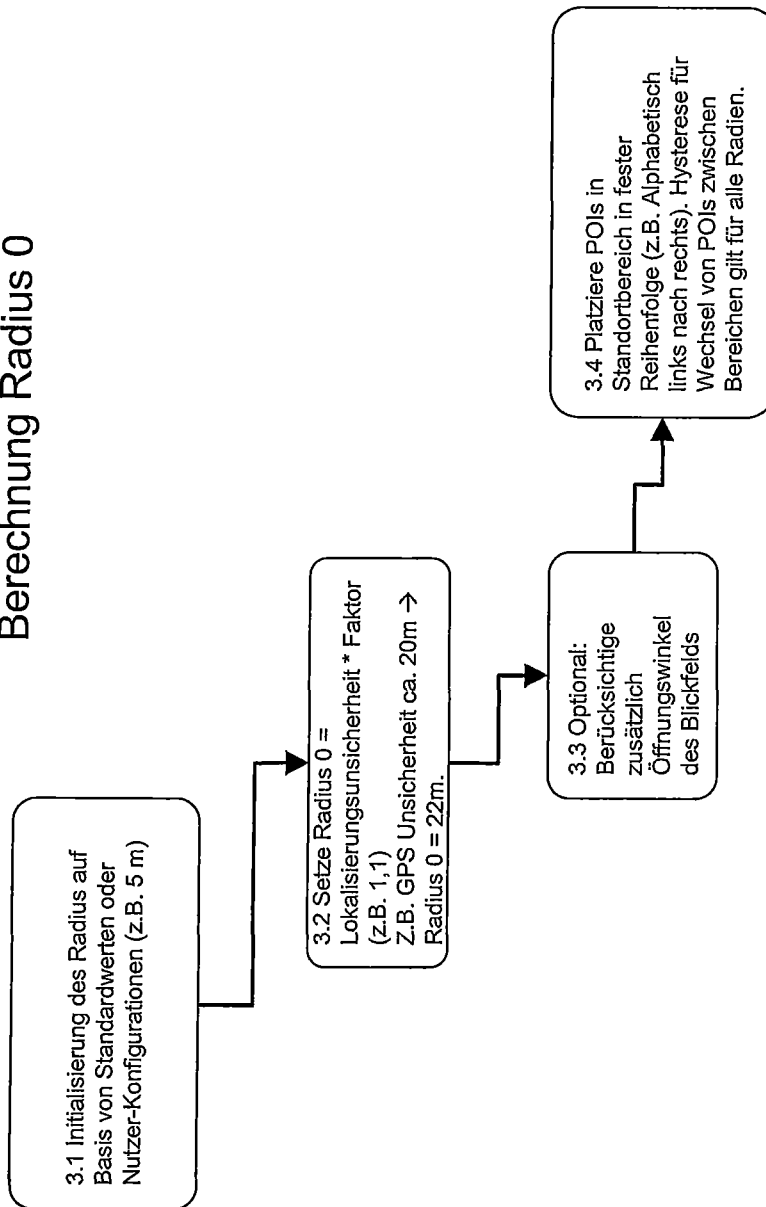 Berechnung Radius 0
3.1 Initialisierung des Radius auf
Basis von Standardwerten oder
Nutzer-Konfigurationen (z.B. 5 m)
3.2 Setze Radius 0 =
Lokalisierungsunsicherheit * Faktor
(z.B. 1,1)
Z.B. GPS Unsicherheit ca. 20m →
Radius 0 = 22m.
3.3 Optional:
Berücksichtige
zusätzlich
Öffnungswinkel
des Blickfelds
3.4 Platziere POIs in
Standortbereich in fester
Reihenfolge (z.B. Alphabetisch
links nach rechts). Hysterese für
Wechsel von POIs zwischen
Bereichen gilt für alle Radien.